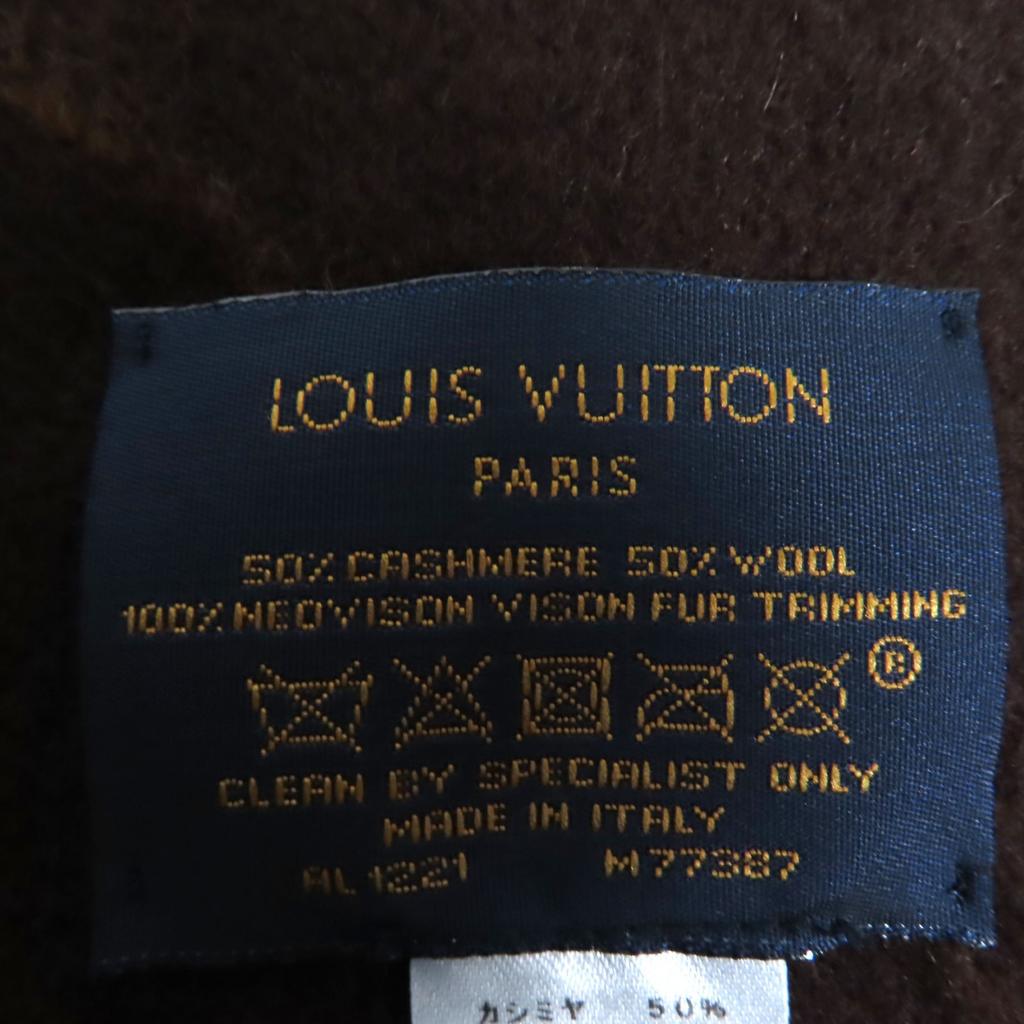 LOUIS VUITTON
PARIS
50% CASHMERE 50% WOOL
100% NEOVISON VISON FUR TRIMMING
®
CLEAN BY SPECIALIST ONLY
MADE IN ITALY
AL1221 M77387
カシミヤ 50%